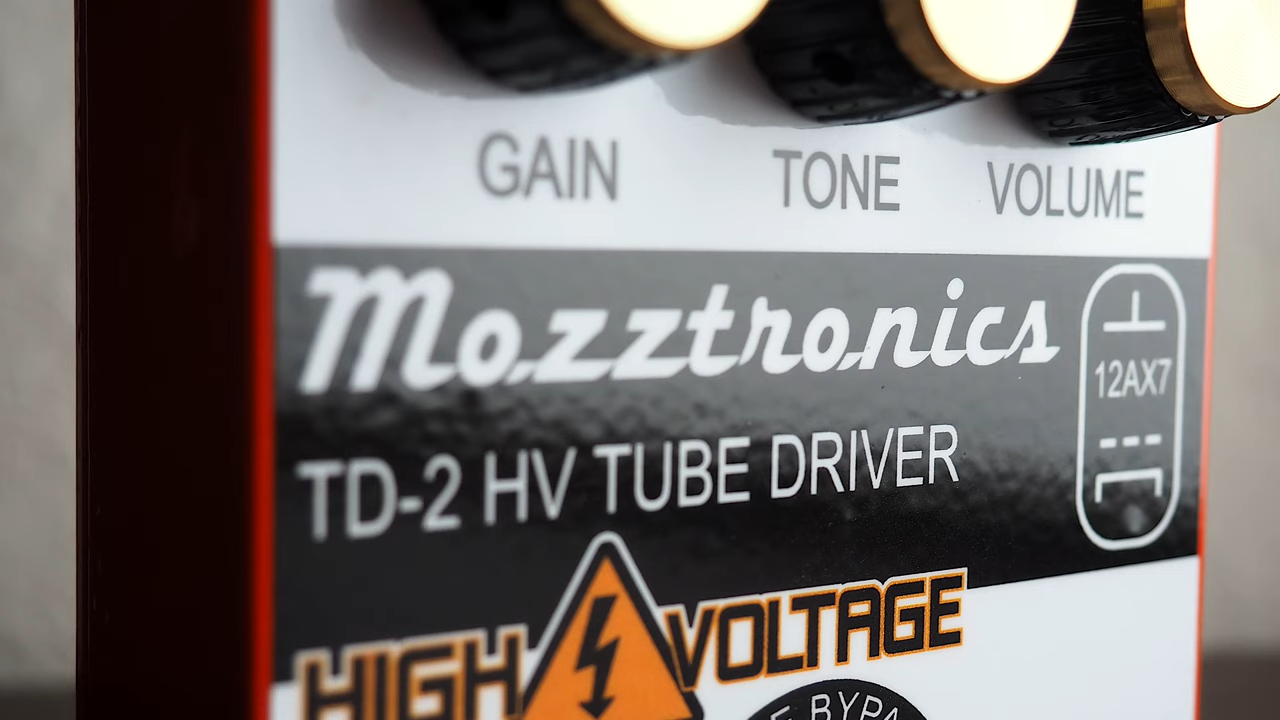 GAIN TONE VOLUME
Mozztronics
12AX7
TD-2 HV TUBE DRIVER
HIGH VOLTAGE